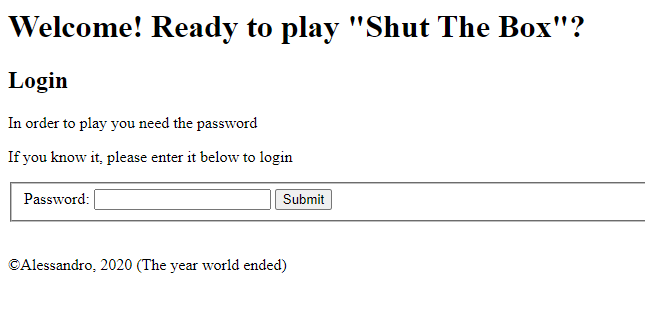 Welcome! Ready to play "Shut The Box"?
Login
In order to play you need the password
If you know it, please enter it below to login
Password: Submit
©Alessandro, 2020 (The year world ended)